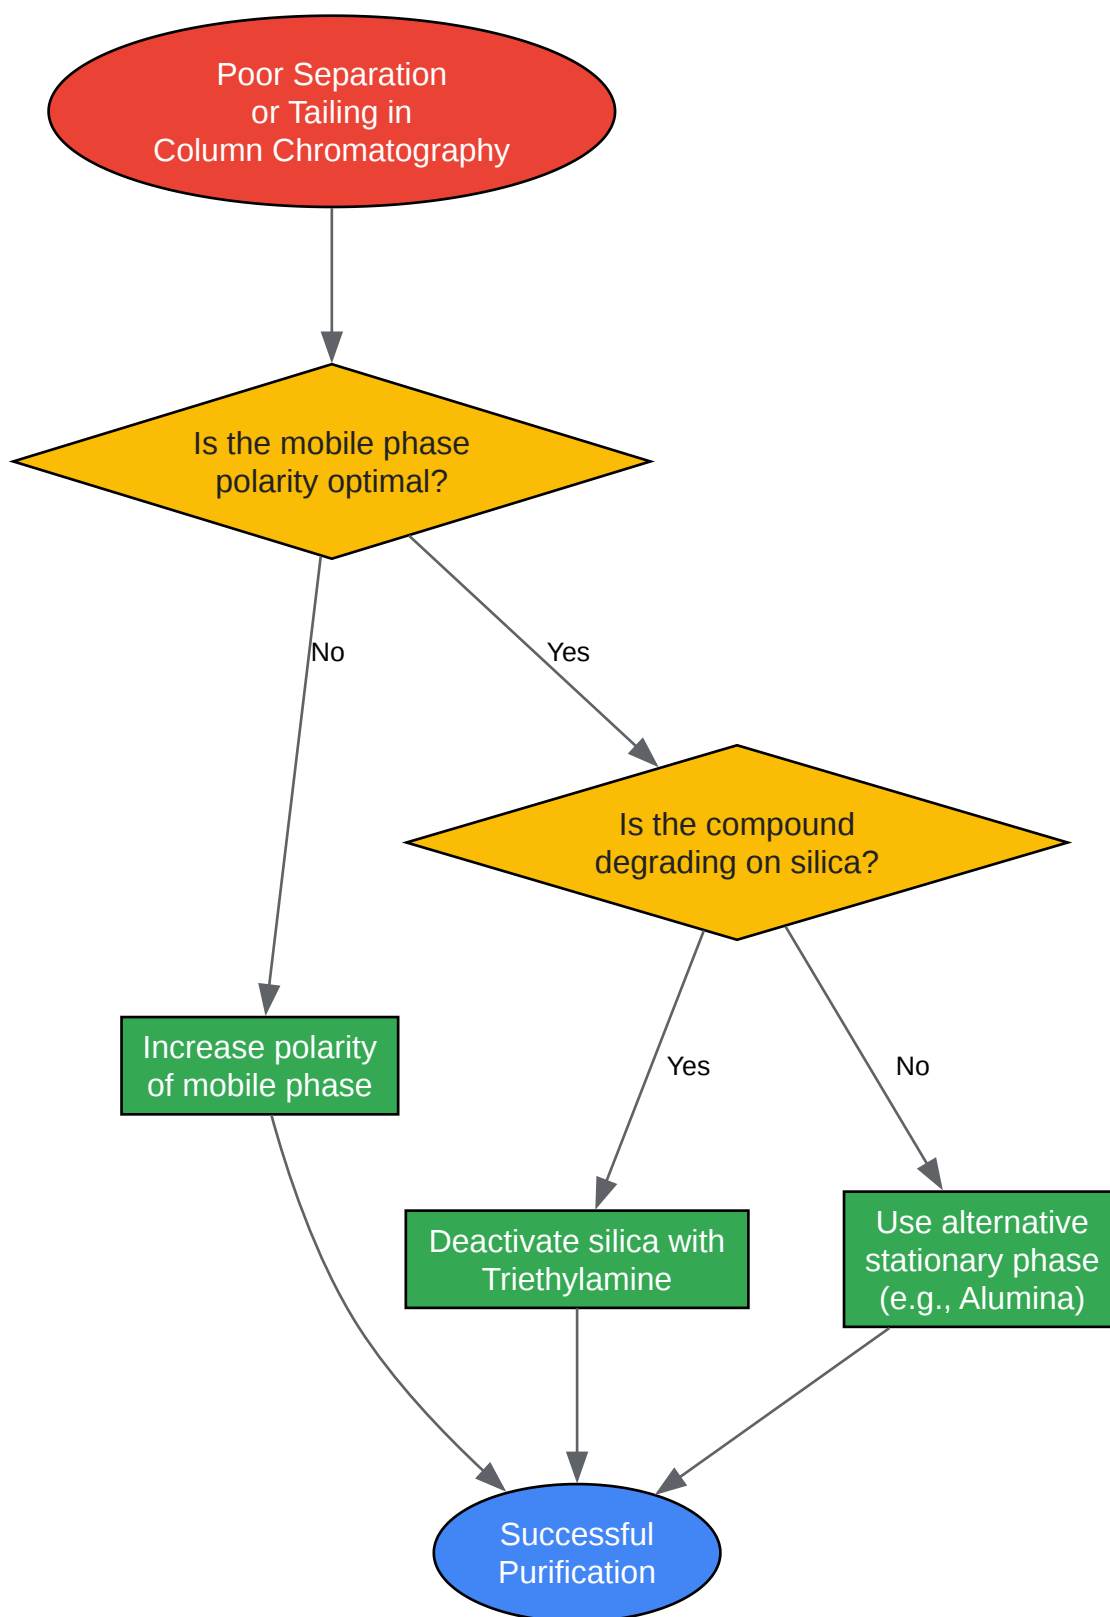 Poor Separation
or Tailing in
Column Chromatography
Is the mobile phase
polarity optimal?
No
Yes
Is the compound
degrading on silica?
Increase polarity
of mobile phase
Yes
No
Deactivate silica with
Triethylamine
Use alternative
stationary phase
(e.g., Alumina)
Successful
Purification